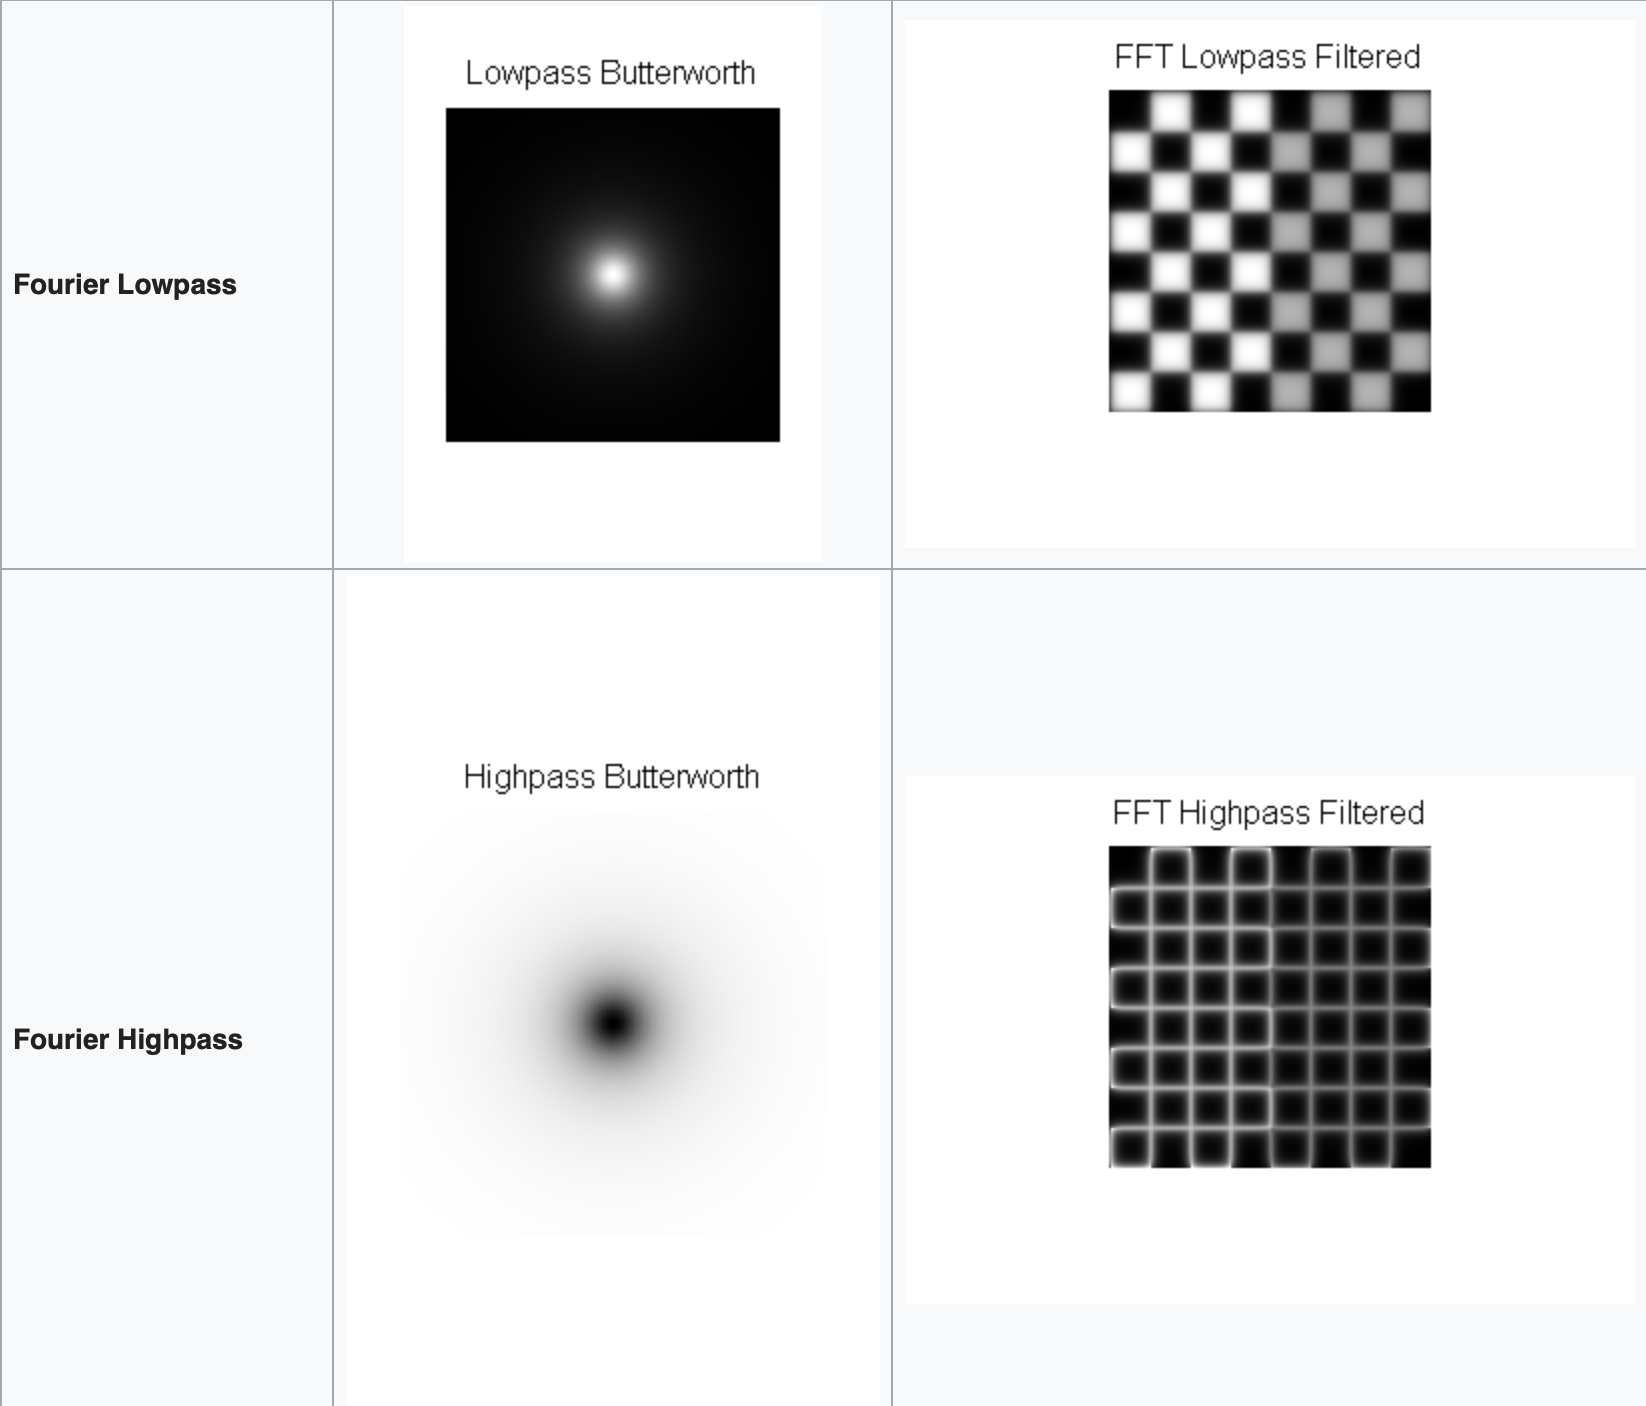 Fourier Lowpass
Lowpass Butterworth
FFT Lowpass Filtered
Fourier Highpass
Highpass Butterworth
FFT Highpass Filtered